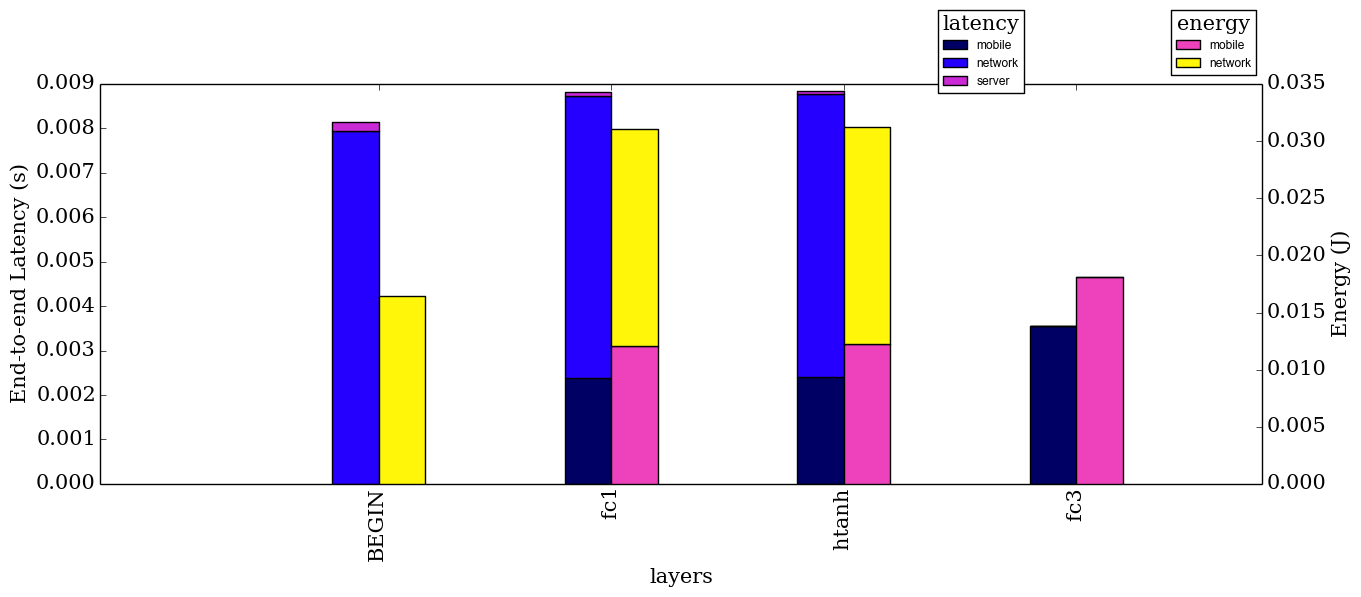 latency
mobile
network
server
energy
mobile
network
0.009
0.008
0.007
0.006
0.005
0.004
0.003
0.002
0.001
0.000
End-to-end Latency (s)
0.035
0.030
0.025
0.020
0.015
0.010
0.005
0.000
Energy (J)
BEGIN
fc1
htanh
fc3
layers